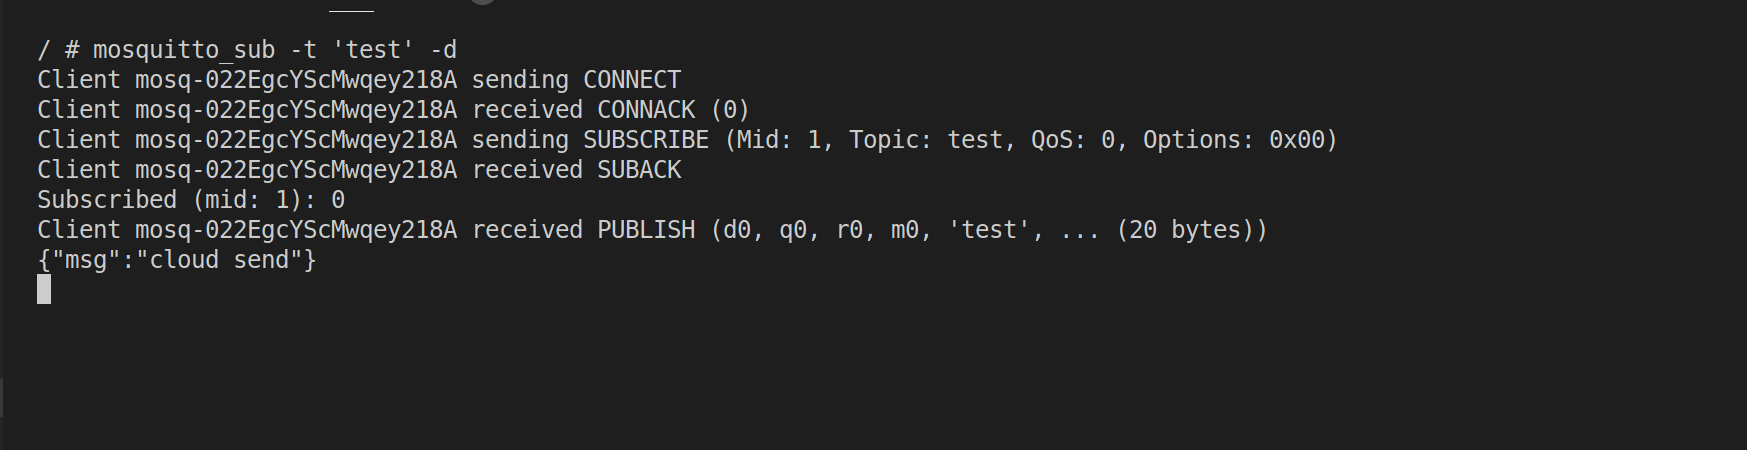 / # mosquitto_sub -t 'test' -d
Client mosq-022EgcYScMwqey218A sending CONNECT
Client mosq-022EgcYScMwqey218A received CONNACK (0)
Client mosq-022EgcYScMwqey218A sending SUBSCRIBE (Mid: 1, Topic: test, QoS: 0, Options: 0x00)
Client mosq-022EgcYScMwqey218A received SUBACK
Subscribed (mid: 1): 0
Client mosq-022EgcYScMwqey218A received PUBLISH (d0, q0, r0, m0, 'test', ... (20 bytes))
{"msg":"cloud send"}